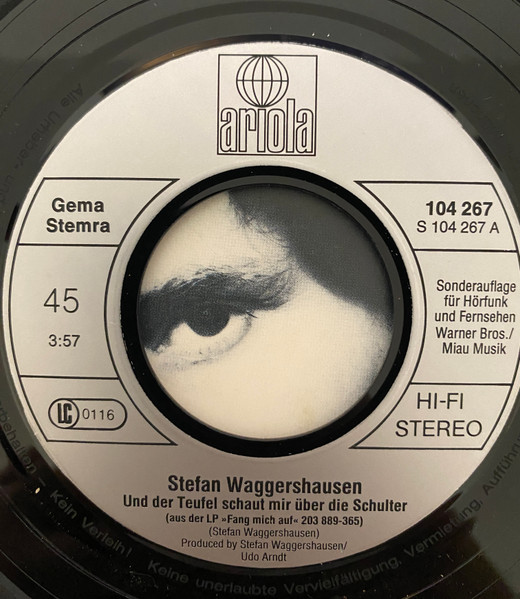 ariola
Gema
Stemra
104 267
S 104 267 A
45
3:57
Sonderauflage
für Hörfunk
und Fernsehen
Warner Bros./
Miau Musik
LC 0116
HI-FI
STEREO
Stefan Waggershausen
Und der Teufel schaut mir über die Schulter
(aus der LP »Fang mich auf« 203 889-365)
(Stefan Waggershausen)
Produced by Stefan Waggershausen/
Udo Arndt
Alle Urheber-
Kein Verleih! Keine unerlaubte Vervielfältigung, Vermietung, Aufführung